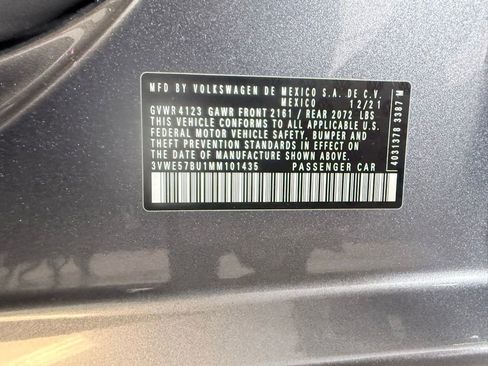 MFD BY VOLKSWAGEN DE MEXICO S.A. DE C.V.
MEXICO 12/21
GVWR 4123 GAWR FRONT 2161 / REAR 2072 LBS
THIS VEHICLE CONFORMS TO ALL APPLICABLE U.S.
FEDERAL MOTOR VEHICLE SAFETY, BUMPER AND
THEFT PREVENTION STANDARDS
IN EFFECT ON THE DATE OF MANUFACTURE SHOWN ABOVE.
3VWE57BU1MM101435 PASSENGER CAR
4031378 3387 M